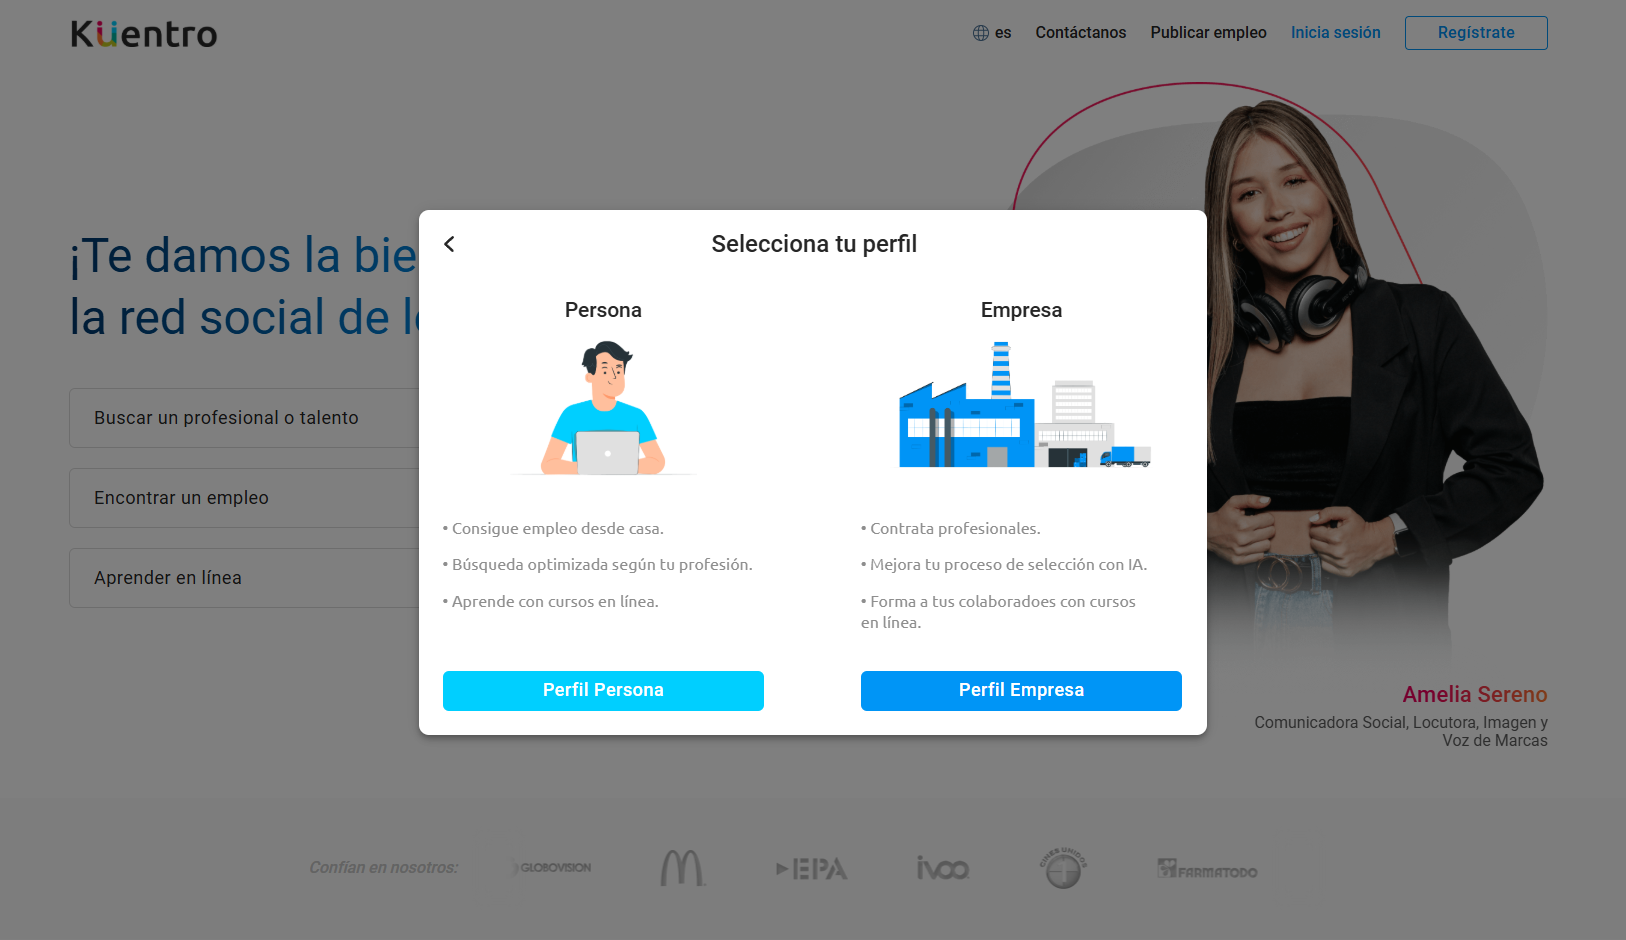 Küentro
es Contáctanos Publicar empleo Inicia sesión Regístrate
¡Te damos la bie
la red social de l
Buscar un profesional o talento
Encontrar un empleo
Aprender en línea
Selecciona tu perfil
Persona
• Consigue empleo desde casa.
• Búsqueda optimizada según tu profesión.
• Aprende con cursos en línea.
Perfil Persona
Empresa
• Contrata profesionales.
• Mejora tu proceso de selección con IA.
• Forma a tus colaboradoes con cursos
en línea.
Perfil Empresa
Amelia Sereno
Comunicadora Social, Locutora, Imagen y
Voz de Marcas
Confían en nosotros:
GLOBOVISION
EPA
ivoo
CINES UNIDOS
FARMATODO